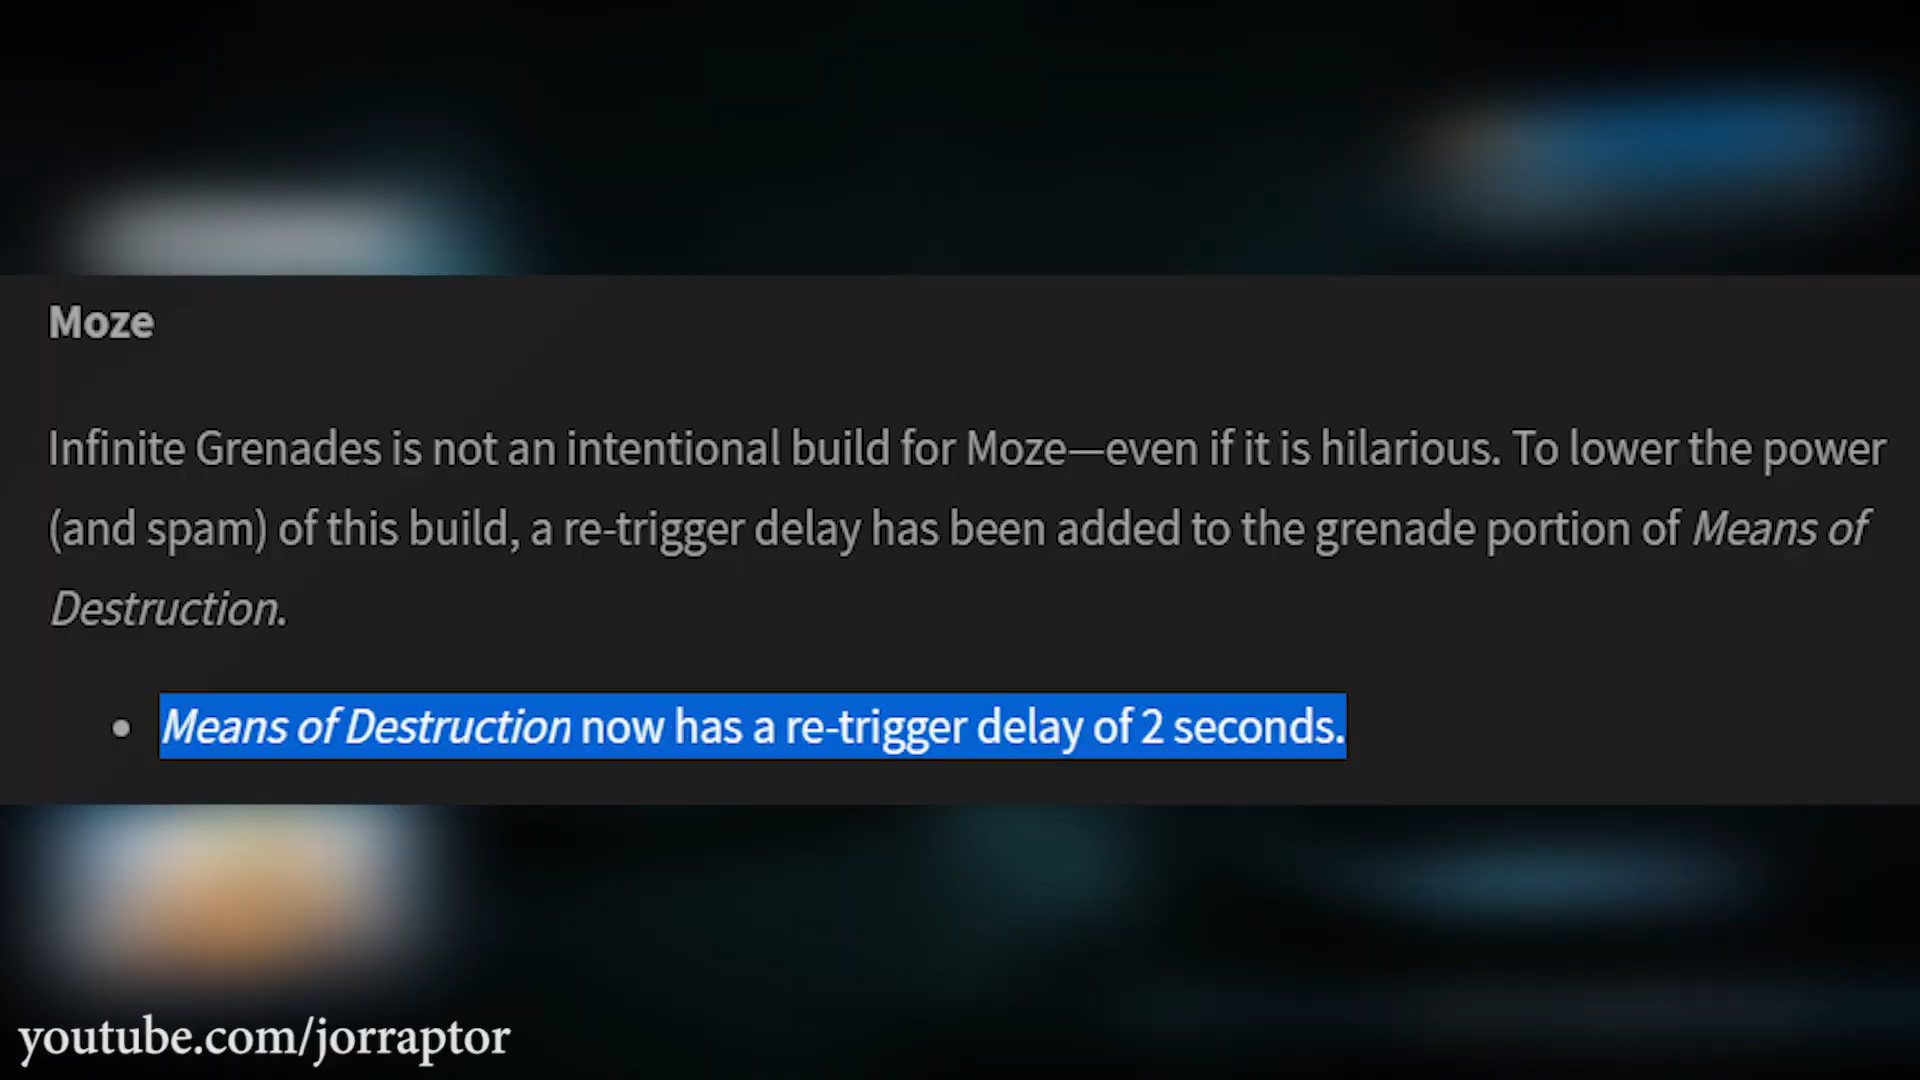 Moze
Infinite Grenades is not an intentional build for Moze—even if it is hilarious. To lower the power
(and spam) of this build, a re-trigger delay has been added to the grenade portion of Means of
Destruction.
• Means of Destruction now has a re-trigger delay of 2 seconds.
youtube.com/jorraptor